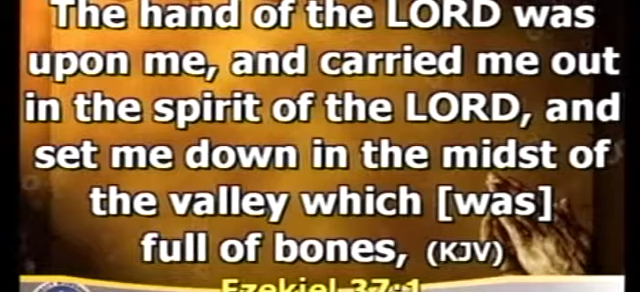 The hand of the LORD was
upon me, and carried me out
in the spirit of the LORD, and
set me down in the midst of
the valley which [was]
full of bones, (KJV)
Ezekiel 37:1